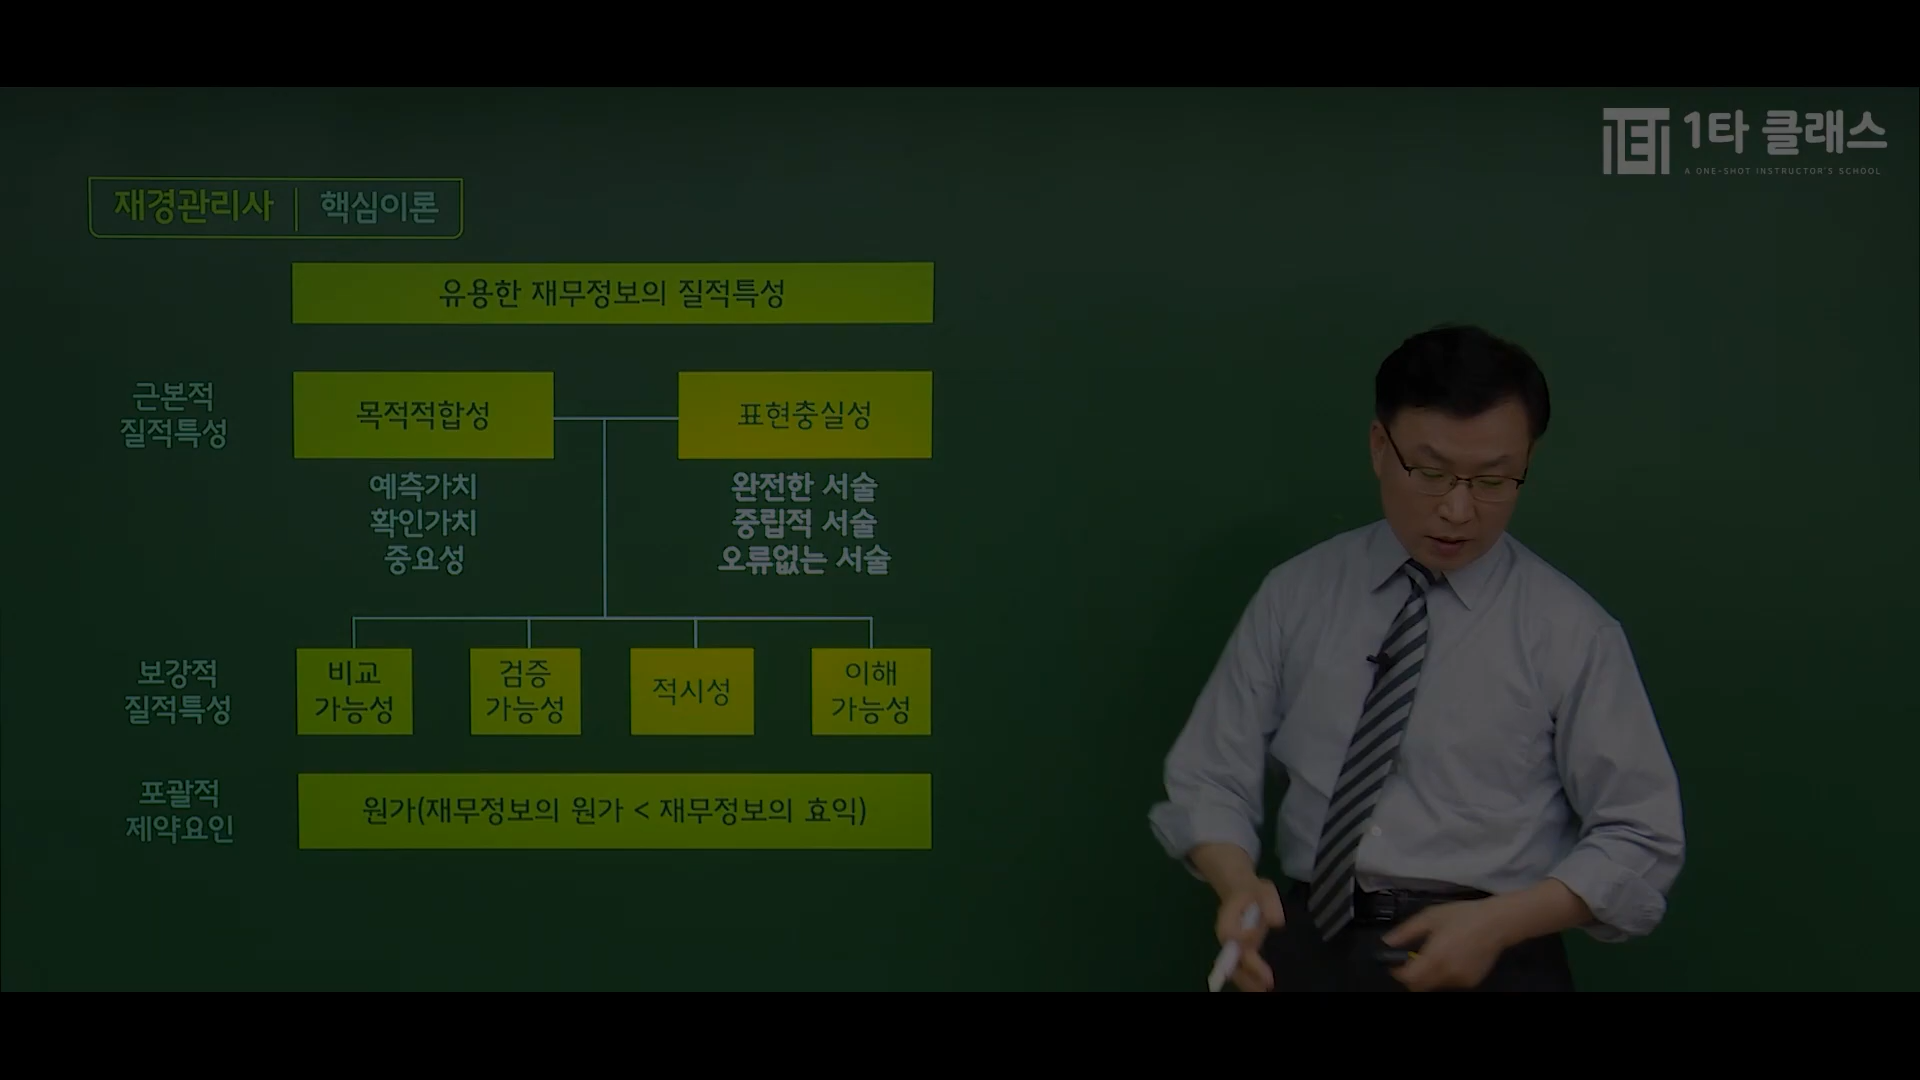 1타 클래스
A ONE-SHOT INSTRUCTOR'S SCHOOL
재경관리사 | 핵심이론
유용한 재무정보의 질적특성
근본적
질적특성
목적적합성
표현충실성
예측가치
확인가치
중요성
완전한 서술
중립적 서술
오류없는 서술
보강적
질적특성
비교
가능성
검증
가능성
적시성
이해
가능성
포괄적
제약요인
원가(재무정보의 원가 < 재무정보의 효익)